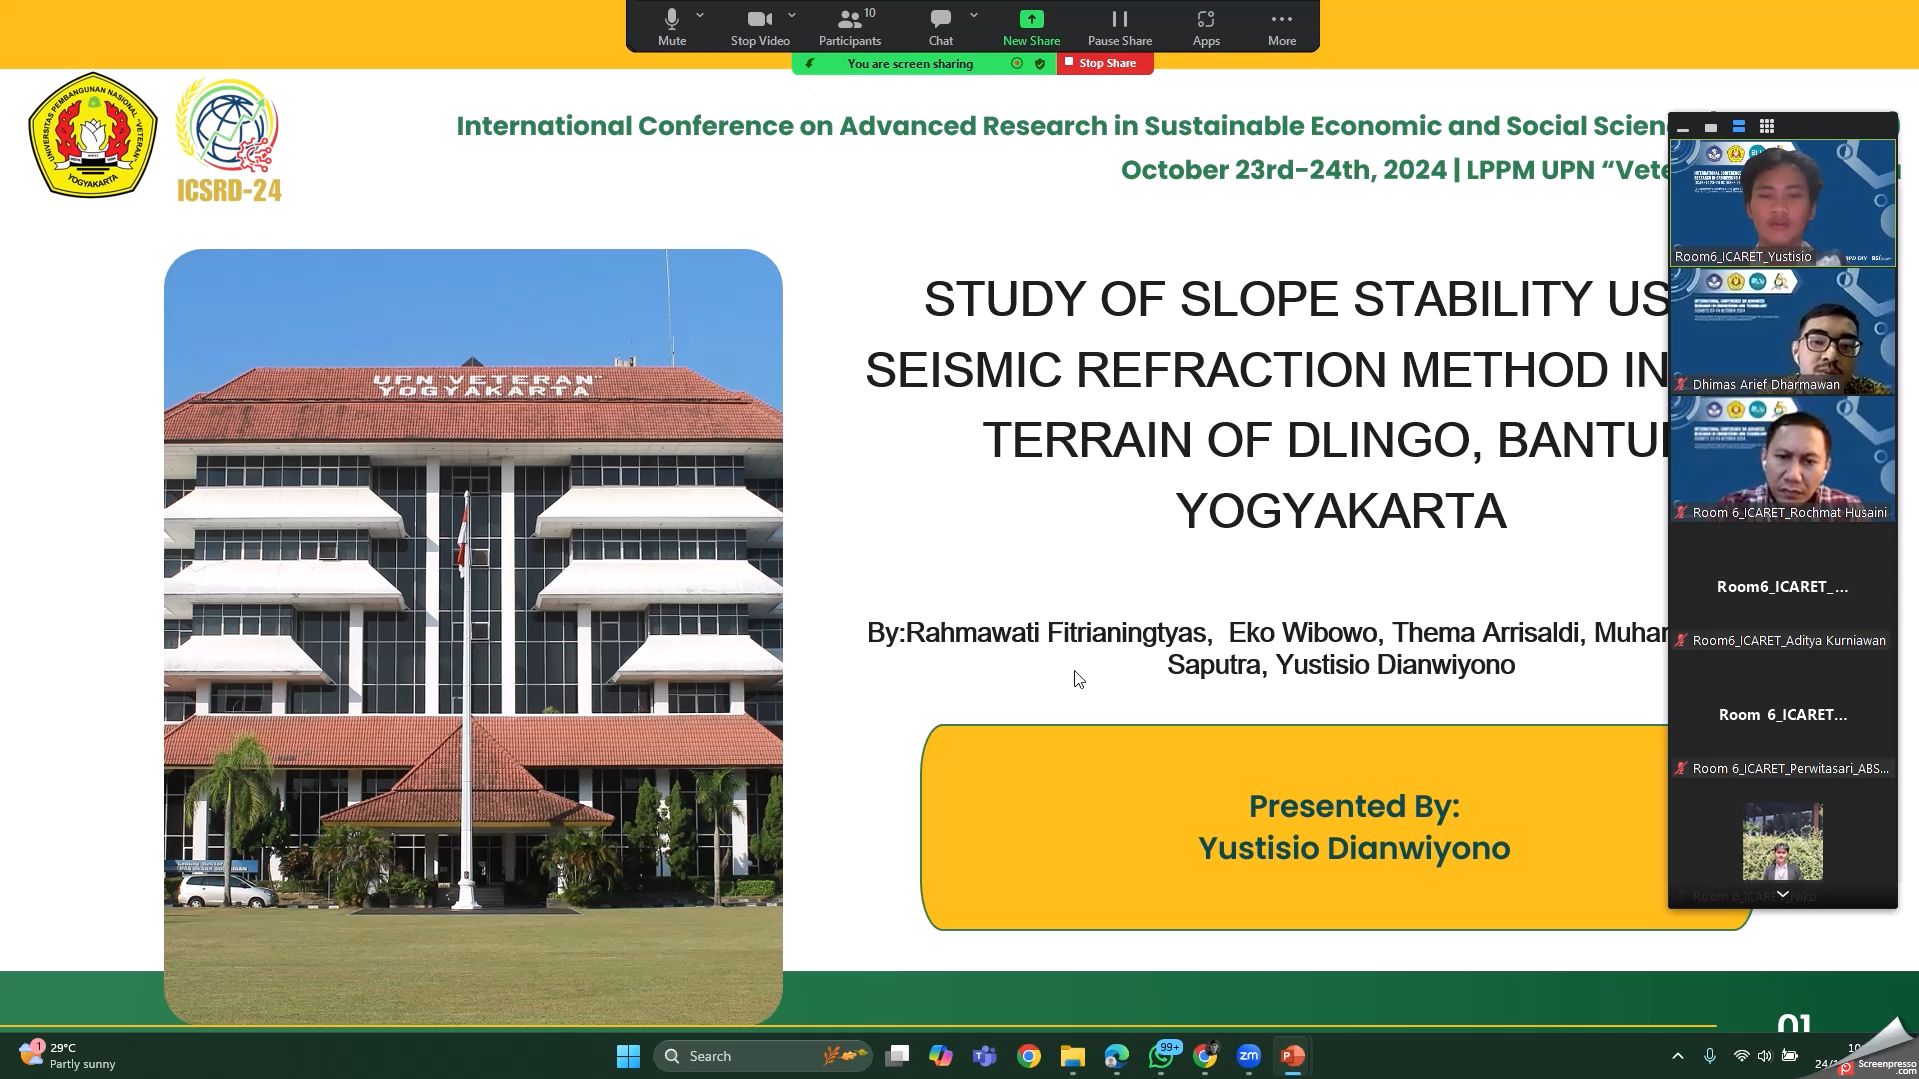 Mute
Stop Video
Participants
10
Chat
New Share
Pause Share
Apps
More
You are screen sharing
Stop Share
UNIVERSITAS PEMBANGUNAN NASIONAL "VETERAN"
YOGYAKARTA
ICSRD-24
International Conference on Advanced Research in Sustainable Economic and Social Scien
October 23rd-24th, 2024 | LPPM UPN “Vete
UPN "VETERAN"
YOGYAKARTA
STUDY OF SLOPE STABILITY US
SEISMIC REFRACTION METHOD IN
TERRAIN OF DLINGO, BANTUL
YOGYAKARTA
By:Rahmawati Fitrianingtyas, Eko Wibowo, Thema Arrisaldi, Muham
Saputra, Yustisio Dianwiyono
Presented By:
Yustisio Dianwiyono
Room6_ICARET_Yustisio
Dhimas Arief Dharmawan
Room 6_ICARET_Rochmat Husaini
Room6_ICARET_...
Room6_ICARET_Aditya Kurniawan
Room 6_ICARET...
Room 6_ICARET_Perwitasari_ABS...
Room 6_ICARET_Niko
01
1
29°C
Partly sunny
Search
99+
zm
24/
Screenpresso
.com